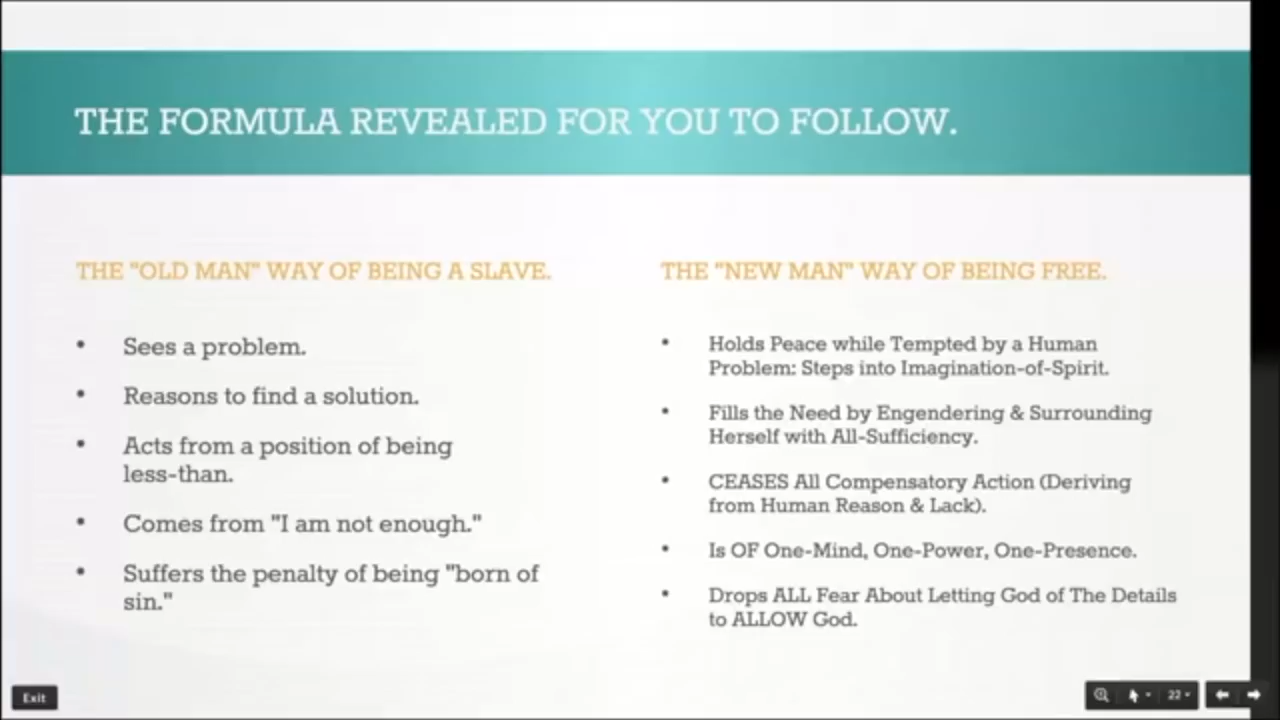 THE FORMULA REVEALED FOR YOU TO FOLLOW.
THE "OLD MAN" WAY OF BEING A SLAVE.
• Sees a problem.
• Reasons to find a solution.
• Acts from a position of being
less-than.
• Comes from "I am not enough."
• Suffers the penalty of being "born of
sin."
THE "NEW MAN" WAY OF BEING FREE.
• Holds Peace while Tempted by a Human
Problem: Steps into Imagination-of-Spirit.
• Fills the Need by Engendering & Surrounding
Herself with All-Sufficiency.
• CEASES All Compensatory Action (Deriving
from Human Reason & Lack).
• Is OF One-Mind, One-Power, One-Presence.
• Drops ALL Fear About Letting God of The Details
to ALLOW God.
Exit
22